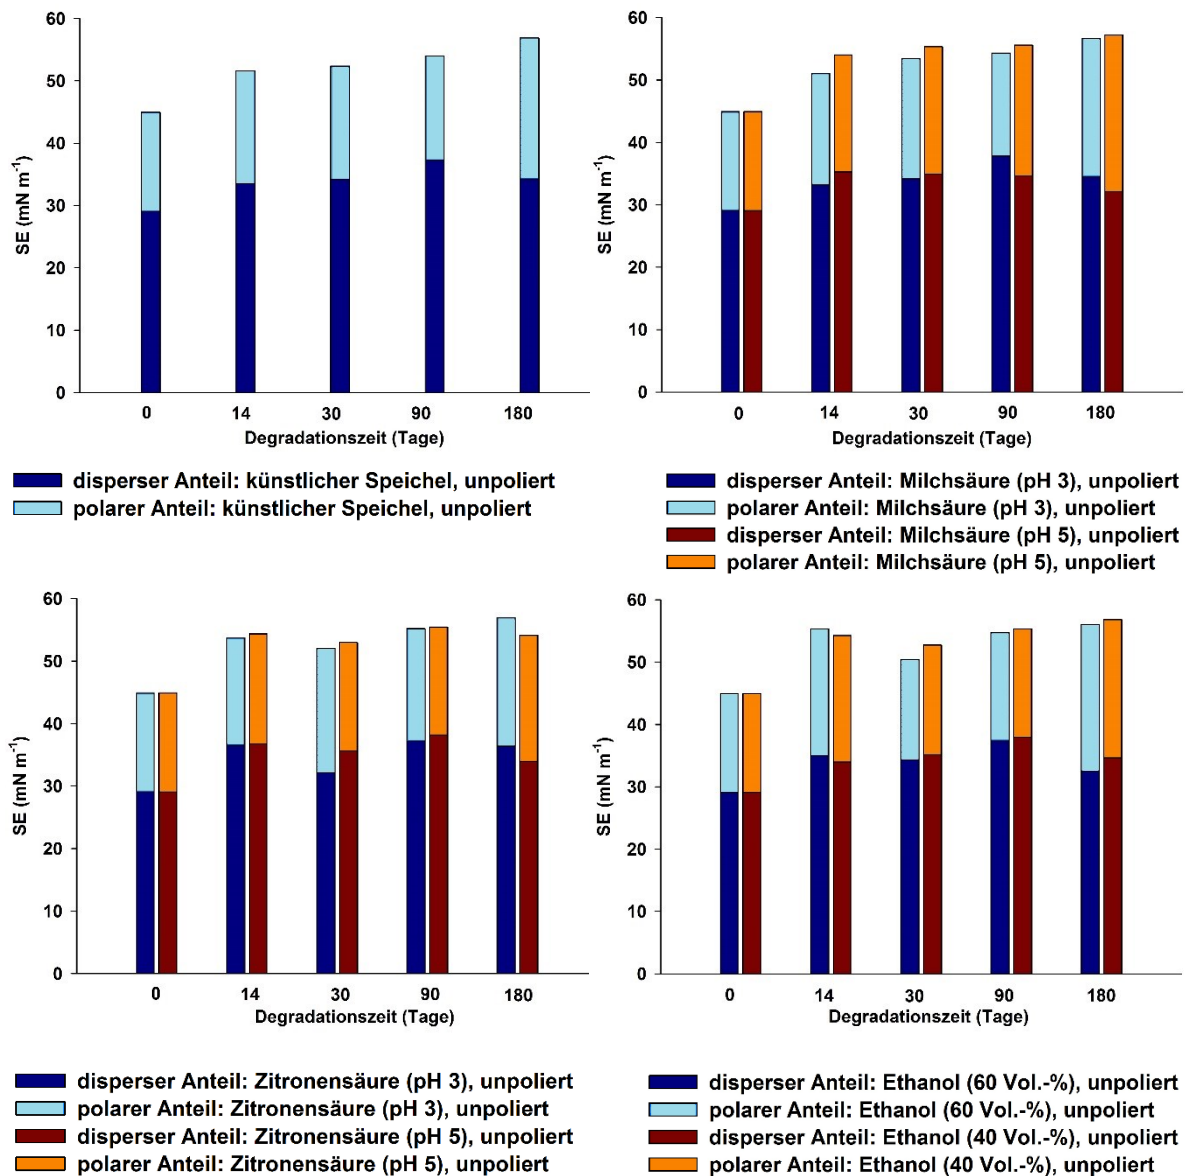 60
50
40
30
20
10
0
SE (mN m⁻¹)
0 14 30 90 180
Degradationszeit (Tage)
disperser Anteil: künstlicher Speichel, unpoliert
polarer Anteil: künstlicher Speichel, unpoliert
60
50
40
30
20
10
0
SE (mN m⁻¹)
0 14 30 90 180
Degradationszeit (Tage)
disperser Anteil: Milchsäure (pH 3), unpoliert
polarer Anteil: Milchsäure (pH 3), unpoliert
disperser Anteil: Milchsäure (pH 5), unpoliert
polarer Anteil: Milchsäure (pH 5), unpoliert
60
50
40
30
20
10
0
SE (mN m⁻¹)
0 14 30 90 180
Degradationszeit (Tage)
disperser Anteil: Zitronensäure (pH 3), unpoliert
polarer Anteil: Zitronensäure (pH 3), unpoliert
disperser Anteil: Zitronensäure (pH 5), unpoliert
polarer Anteil: Zitronensäure (pH 5), unpoliert
60
50
40
30
20
10
0
SE (mN m⁻¹)
0 14 30 90 180
Degradationszeit (Tage)
disperser Anteil: Ethanol (60 Vol.-%), unpoliert
polarer Anteil: Ethanol (60 Vol.-%), unpoliert
disperser Anteil: Ethanol (40 Vol.-%), unpoliert
polarer Anteil: Ethanol (40 Vol.-%), unpoliert